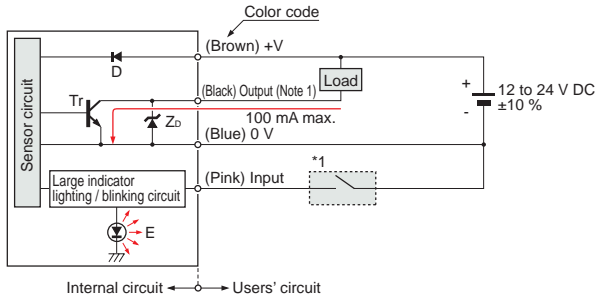 Color code
(Brown) +V
D
Load
Sensor circuit
Tr
(Black) Output (Note 1)
100 mA max.
ZD
+
-
12 to 24 V DC
±10 %
(Blue) 0 V
*1
(Pink) Input
Large indicator
lighting / blinking circuit
E
Internal circuit
Users' circuit